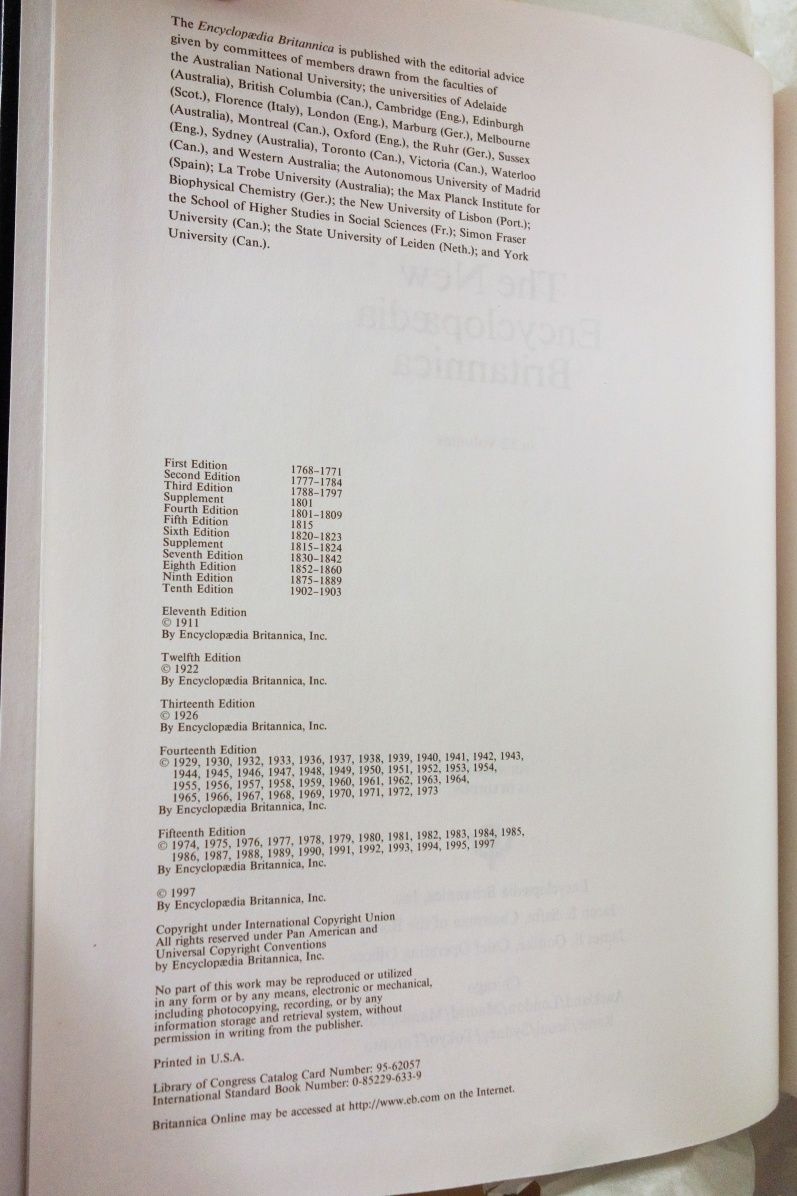 The Encyclopædia Britannica is published with the editorial advice
given by committees of members drawn from the faculties of
the Australian National University; the universities of Adelaide
(Australia), British Columbia (Can.), Cambridge (Eng.), Edinburgh
(Scot.), Florence (Italy), London (Eng.), Marburg (Ger.), Melbourne
(Australia), Montreal (Can.), Oxford (Eng.), the Ruhr (Ger.), Sussex
(Eng.), Sydney (Australia), Toronto (Can.), Victoria (Can.), Waterloo
(Can.), and Western Australia; the Autonomous University of Madrid
(Spain); La Trobe University (Australia); the Max Planck Institute for
Biophysical Chemistry (Ger.); the New University of Lisbon (Port.);
the School of Higher Studies in Social Sciences (Fr.); Simon Fraser
University (Can.); the State University of Leiden (Neth.); and York
University (Can.).
The New
Encyclopædia
Britannica
First Edition 1768–1771
Second Edition 1777–1784
Third Edition 1788–1797
Supplement 1801
Fourth Edition 1801–1809
Fifth Edition 1815
Sixth Edition 1820–1823
Supplement 1815–1824
Seventh Edition 1830–1842
Eighth Edition 1852–1860
Ninth Edition 1875–1889
Tenth Edition 1902–1903
Eleventh Edition
© 1911
By Encyclopædia Britannica, Inc.
Twelfth Edition
© 1922
By Encyclopædia Britannica, Inc.
Thirteenth Edition
© 1926
By Encyclopædia Britannica, Inc.
Fourteenth Edition
© 1929, 1930, 1932, 1933, 1936, 1937, 1938, 1939, 1940, 1941, 1942, 1943,
1944, 1945, 1946, 1947, 1948, 1949, 1950, 1951, 1952, 1953, 1954,
1955, 1956, 1957, 1958, 1959, 1960, 1961, 1962, 1963, 1964,
1965, 1966, 1967, 1968, 1969, 1970, 1971, 1972, 1973
By Encyclopædia Britannica, Inc.
Fifteenth Edition
© 1974, 1975, 1976, 1977, 1978, 1979, 1980, 1981, 1982, 1983, 1984, 1985,
1986, 1987, 1988, 1989, 1990, 1991, 1992, 1993, 1994, 1995, 1997
By Encyclopædia Britannica, Inc.
© 1997
By Encyclopædia Britannica, Inc.
Copyright under International Copyright Union
All rights reserved under Pan American and
Universal Copyright Conventions
by Encyclopædia Britannica, Inc.
No part of this work may be reproduced or utilized
in any form or by any means, electronic or mechanical,
including photocopying, recording, or by any
information storage and retrieval system, without
permission in writing from the publisher.
Printed in U.S.A.
Library of Congress Catalog Card Number: 95-62057
International Standard Book Number: 0-85229-633-9
Britannica Online may be accessed at http://www.eb.com on the Internet.